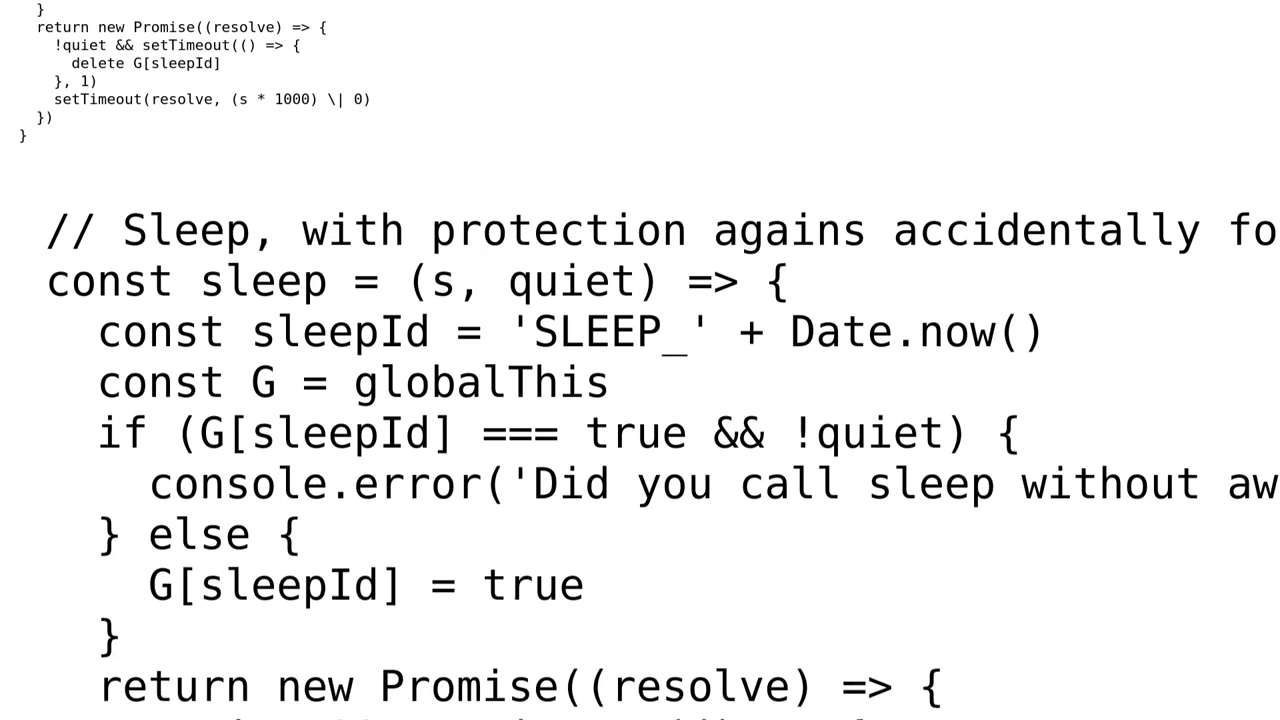 }
return new Promise((resolve) => {
!quiet && setTimeout(() => {
delete G[sleepId]
}, 1)
setTimeout(resolve, (s * 1000) \| 0)
})
}
// Sleep, with protection agains accidentally fo
const sleep = (s, quiet) => {
const sleepId = 'SLEEP_' + Date.now()
const G = globalThis
if (G[sleepId] === true && !quiet) {
console.error('Did you call sleep without aw
} else {
G[sleepId] = true
}
return new Promise((resolve) => {